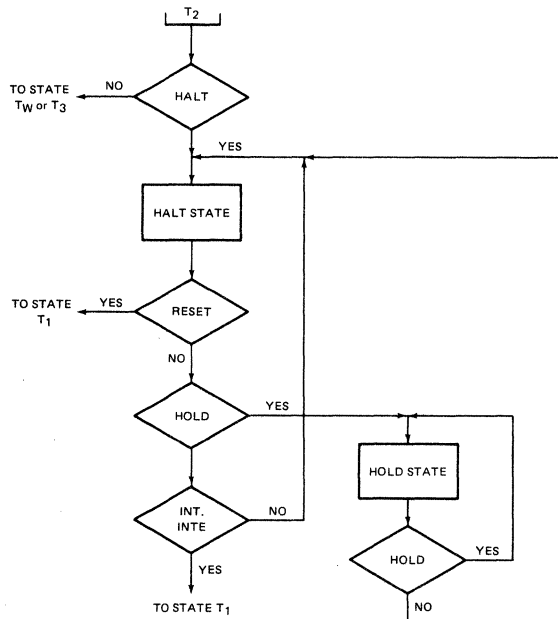 T2
HALT
NO
TO STATE
TW or T3
YES
HALT STATE
RESET
YES
TO STATE
T1
NO
HOLD
YES
HOLD STATE
INT.
INTE
NO
HOLD
YES
YES
NO
TO STATE T1